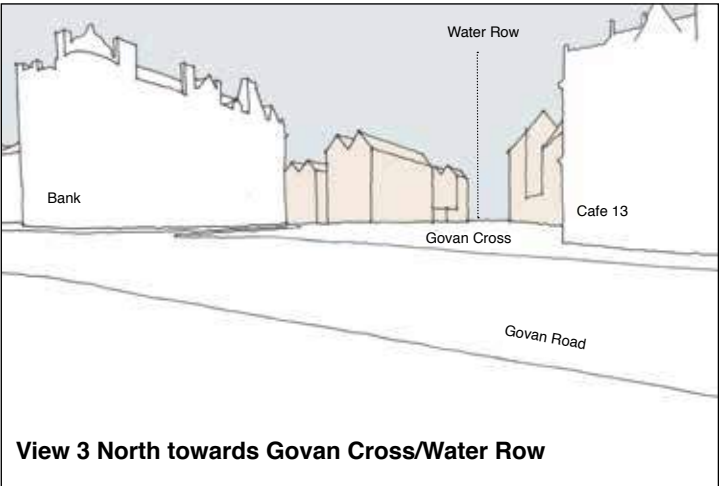 Water Row
Bank
Cafe 13
Govan Cross
Govan Road
View 3 North towards Govan Cross/Water Row